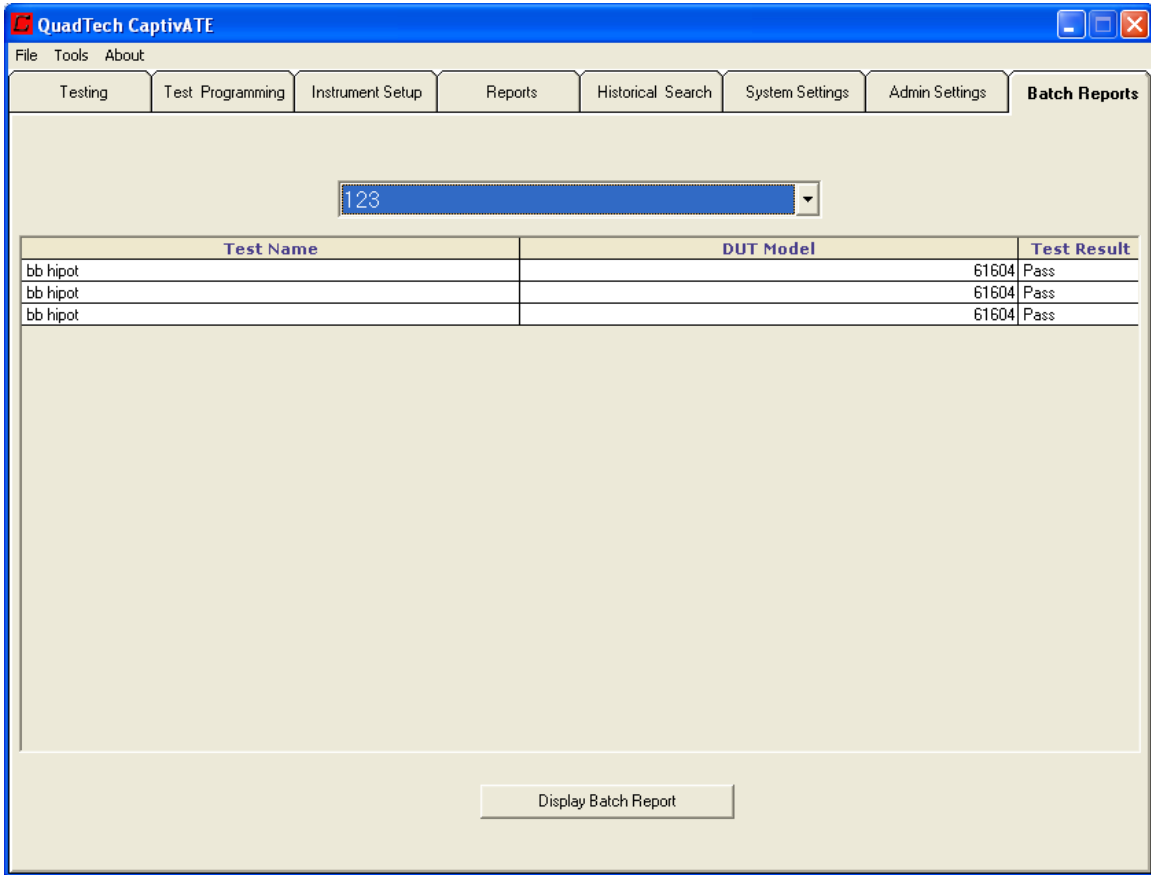 QuadTech CaptivATE
File Tools About
Testing Test Programming Instrument Setup Reports Historical Search System Settings Admin Settings Batch Reports
123
Test Name DUT Model Test Result
bb hipot 61604 Pass
bb hipot 61604 Pass
bb hipot 61604 Pass
Display Batch Report